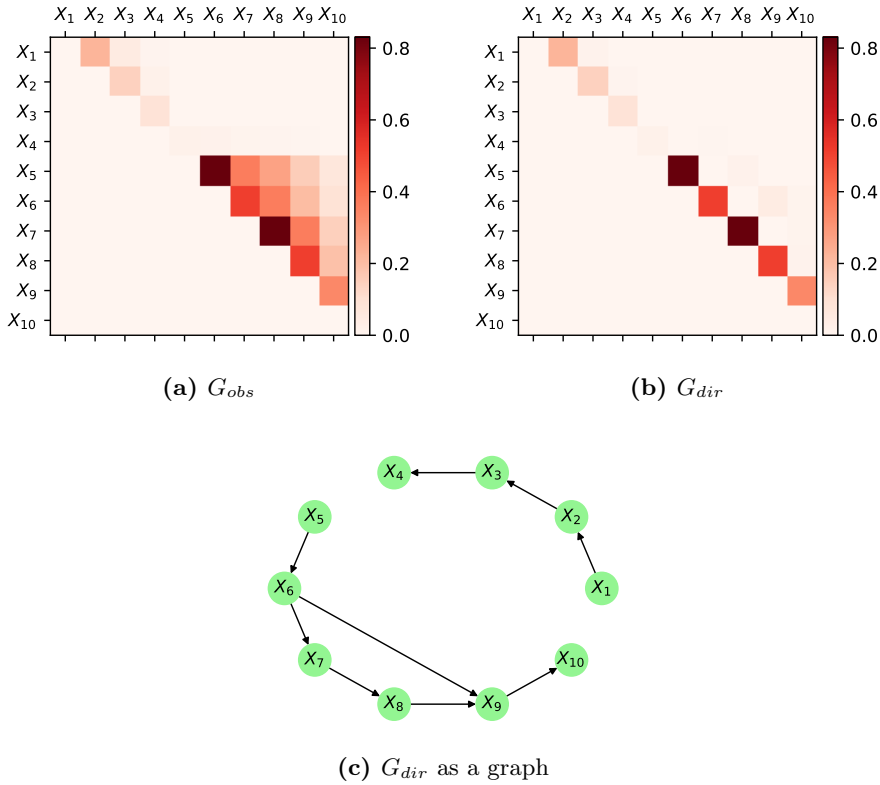 X1 X2 X3 X4 X5 X6 X7 X8 X9 X10
X1
X2
X3
X4
X5
X6
X7
X8
X9
X10
0.8
0.6
0.4
0.2
0.0
(a) G_obs
X1 X2 X3 X4 X5 X6 X7 X8 X9 X10
X1
X2
X3
X4
X5
X6
X7
X8
X9
X10
0.8
0.6
0.4
0.2
0.0
(b) G_dir
X4 X3
X5 X2
X6 X1
X7 X10
X8 X9
(c) G_dir as a graph